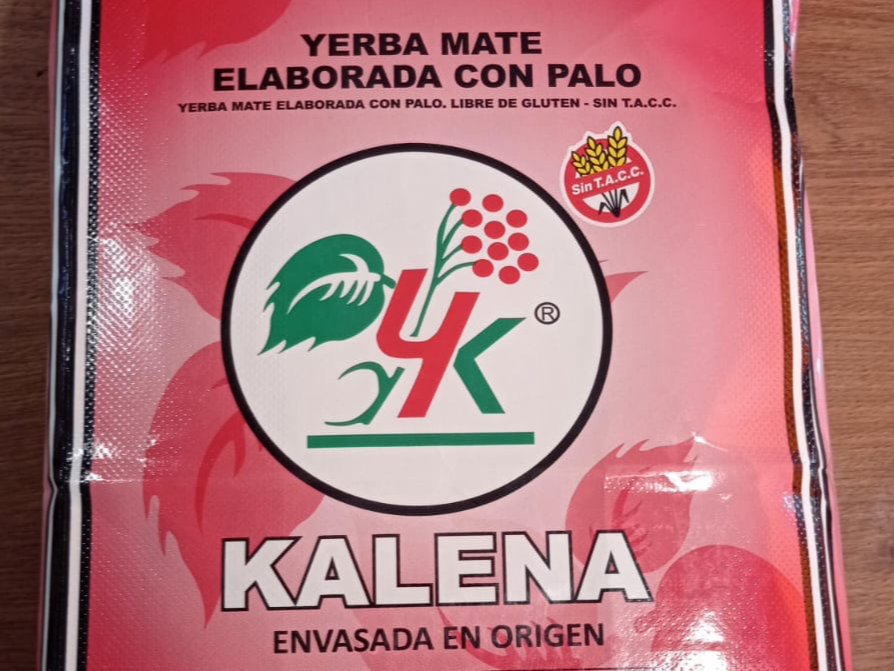 YERBA MATE
ELABORADA CON PALO
YERBA MATE ELABORADA CON PALO. LIBRE DE GLUTEN - SIN T.A.C.C.
Sin T.A.C.C.
YK ®
KALENA
ENVASADA EN ORIGEN